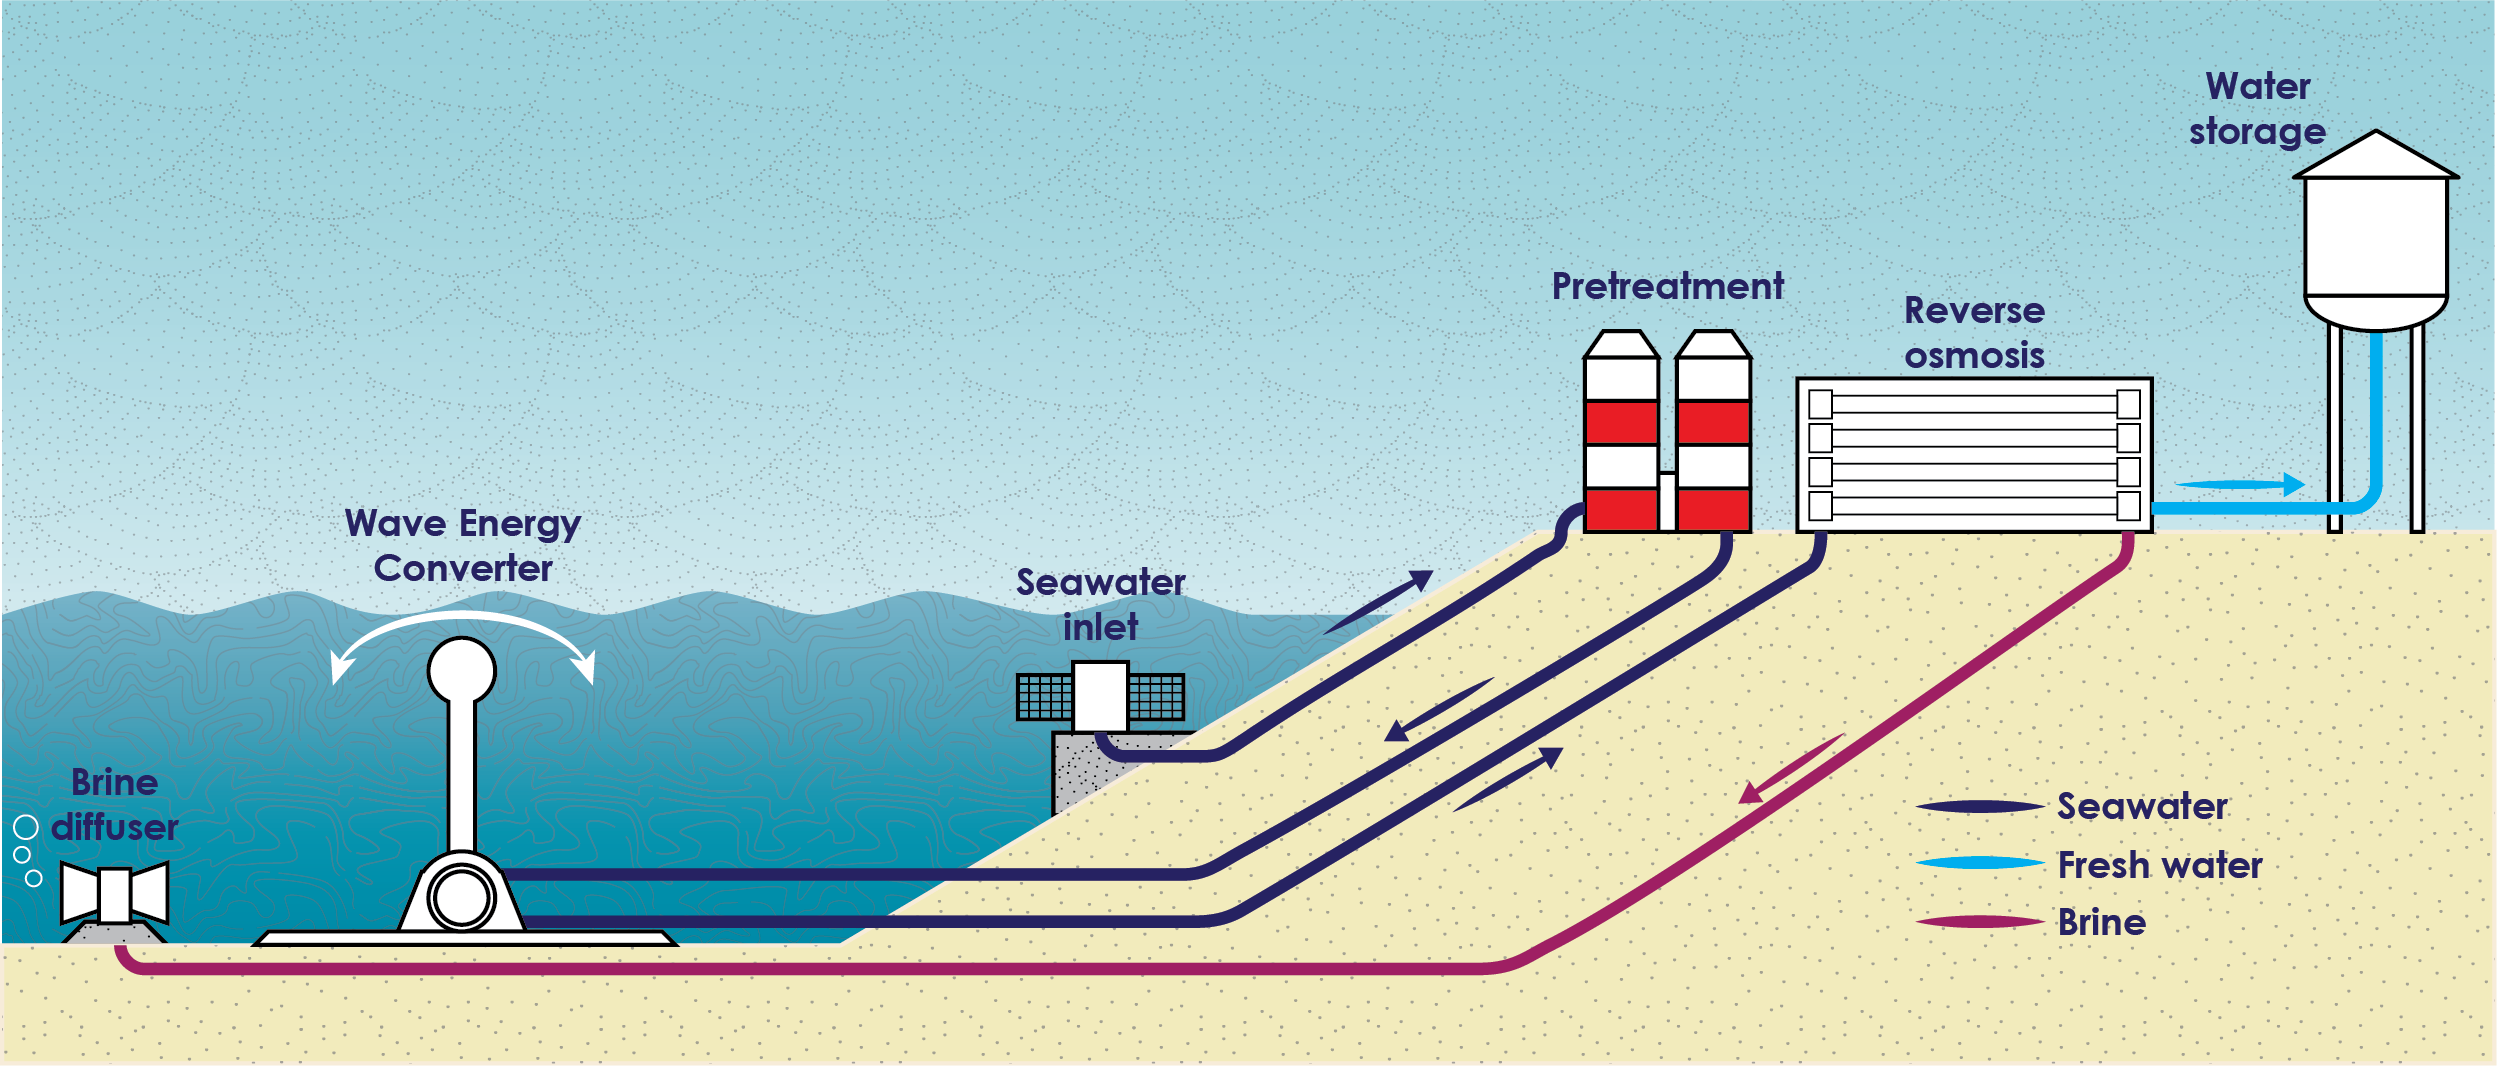 Water
storage
Pretreatment
Reverse
osmosis
Wave Energy
Converter
Seawater
inlet
Brine
diffuser
Seawater
Fresh water
Brine